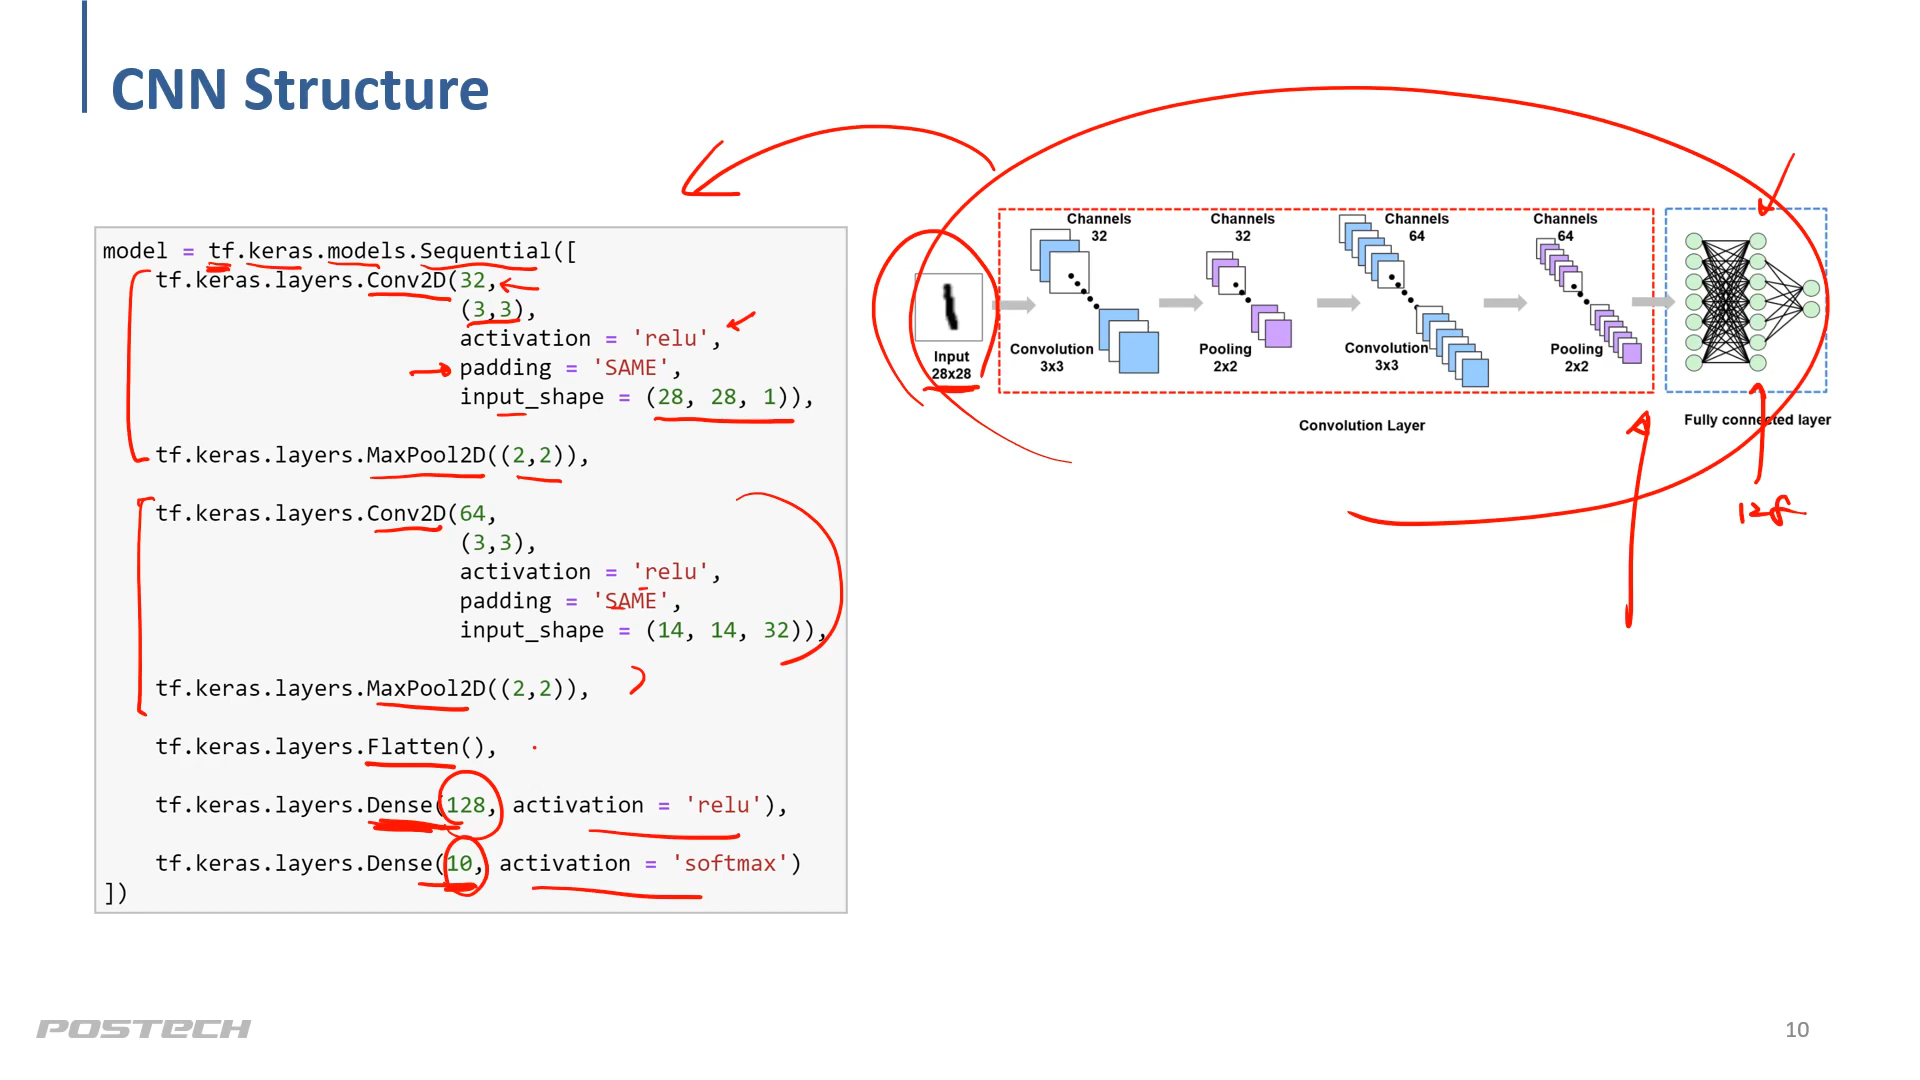 CNN Structure
model = tf.keras.models.Sequential([
tf.keras.layers.Conv2D(32,
(3,3),
activation = 'relu',
padding = 'SAME',
input_shape = (28, 28, 1)),
tf.keras.layers.MaxPool2D((2,2)),
tf.keras.layers.Conv2D(64,
(3,3),
activation = 'relu',
padding = 'SAME',
input_shape = (14, 14, 32)),
tf.keras.layers.MaxPool2D((2,2)),
tf.keras.layers.Flatten(),
tf.keras.layers.Dense(128, activation = 'relu'),
tf.keras.layers.Dense(10, activation = 'softmax')
])
Channels
32
Channels
32
Channels
64
Channels
64
Input
28x28
Convolution
3x3
Pooling
2x2
Convolution
3x3
Pooling
2x2
Convolution Layer
Fully connected layer
128
POSTECH
10